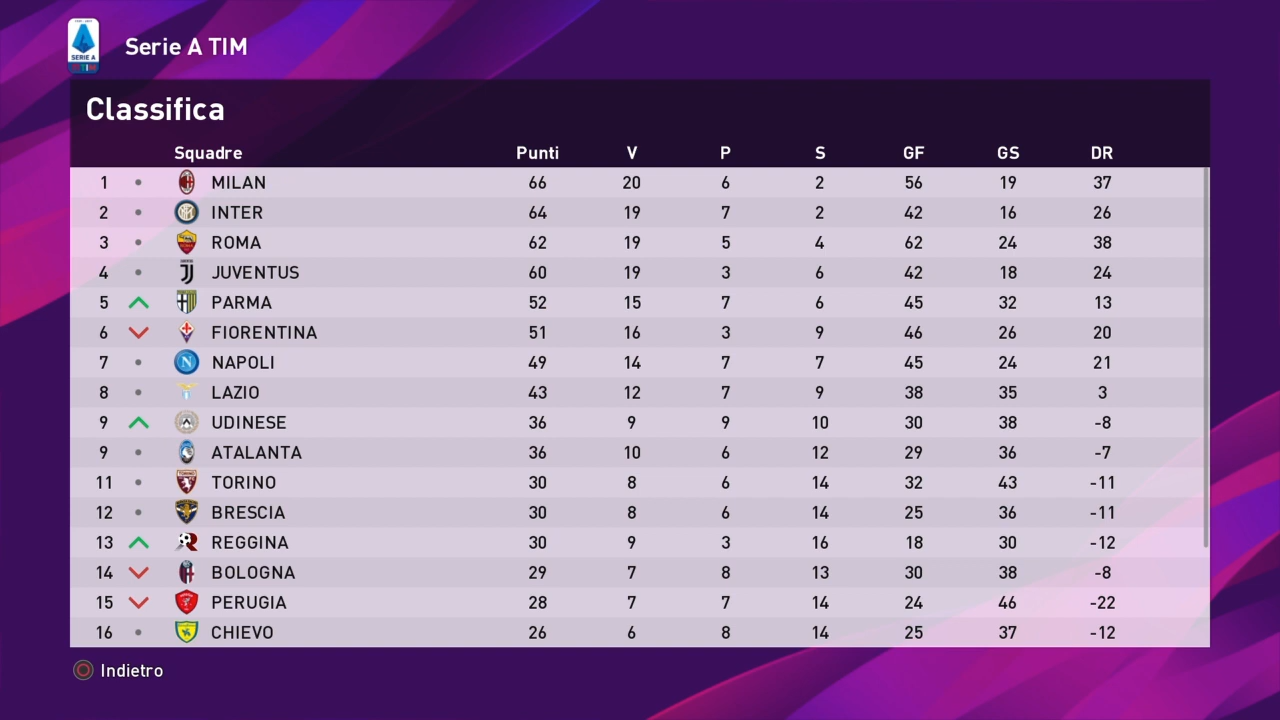 Serie A TIM
SERIE A
TIM
Classifica
Squadre Punti V P S GF GS DR
1 MILAN 66 20 6 2 56 19 37
2 INTER 64 19 7 2 42 16 26
3 ROMA 62 19 5 4 62 24 38
4 JUVENTUS 60 19 3 6 42 18 24
5 PARMA 52 15 7 6 45 32 13
6 FIORENTINA 51 16 3 9 46 26 20
7 NAPOLI 49 14 7 7 45 24 21
8 LAZIO 43 12 7 9 38 35 3
9 UDINESE 36 9 9 10 30 38 -8
9 ATALANTA 36 10 6 12 29 36 -7
11 TORINO 30 8 6 14 32 43 -11
12 BRESCIA 30 8 6 14 25 36 -11
13 REGGINA 30 9 3 16 18 30 -12
14 BOLOGNA 29 7 8 13 30 38 -8
15 PERUGIA 28 7 7 14 24 46 -22
16 CHIEVO 26 6 8 14 25 37 -12
Indietro